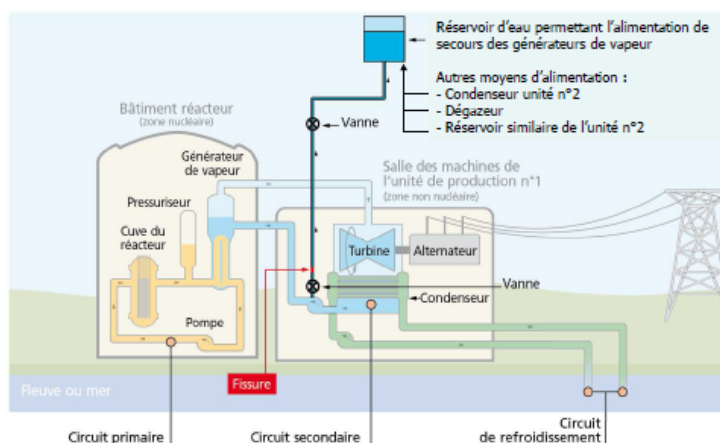 Réservoir d'eau permettant l'alimentation de
secours des générateurs de vapeur
Autres moyens d'alimentation :
- Condenseur unité n°2
- Dégazeur
- Réservoir similaire de l'unité n°2
Bâtiment réacteur
(zone nucléaire)
Vanne
Générateur
de vapeur
Salle des machines de
l'unité de production n°1
(zone non nucléaire)
Pressuriseur
Cuve du
réacteur
Turbine
Alternateur
Vanne
Condenseur
Pompe
Fissure
Fleuve ou mer
Circuit primaire
Circuit secondaire
Circuit
de refroidissement